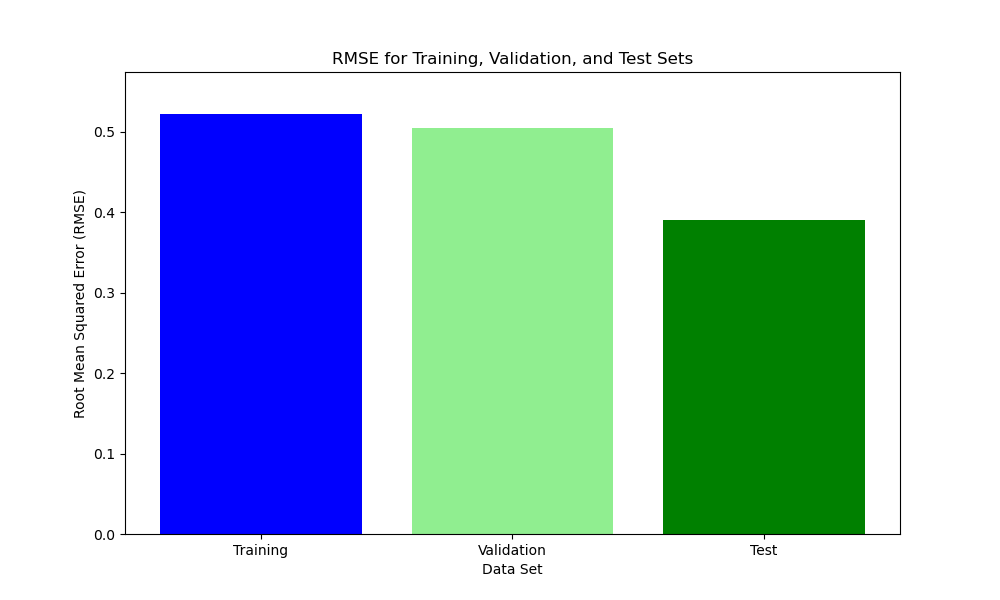 RMSE for Training, Validation, and Test Sets
Root Mean Squared Error (RMSE)
0.5
0.4
0.3
0.2
0.1
0.0
Training
Validation
Test
Data Set